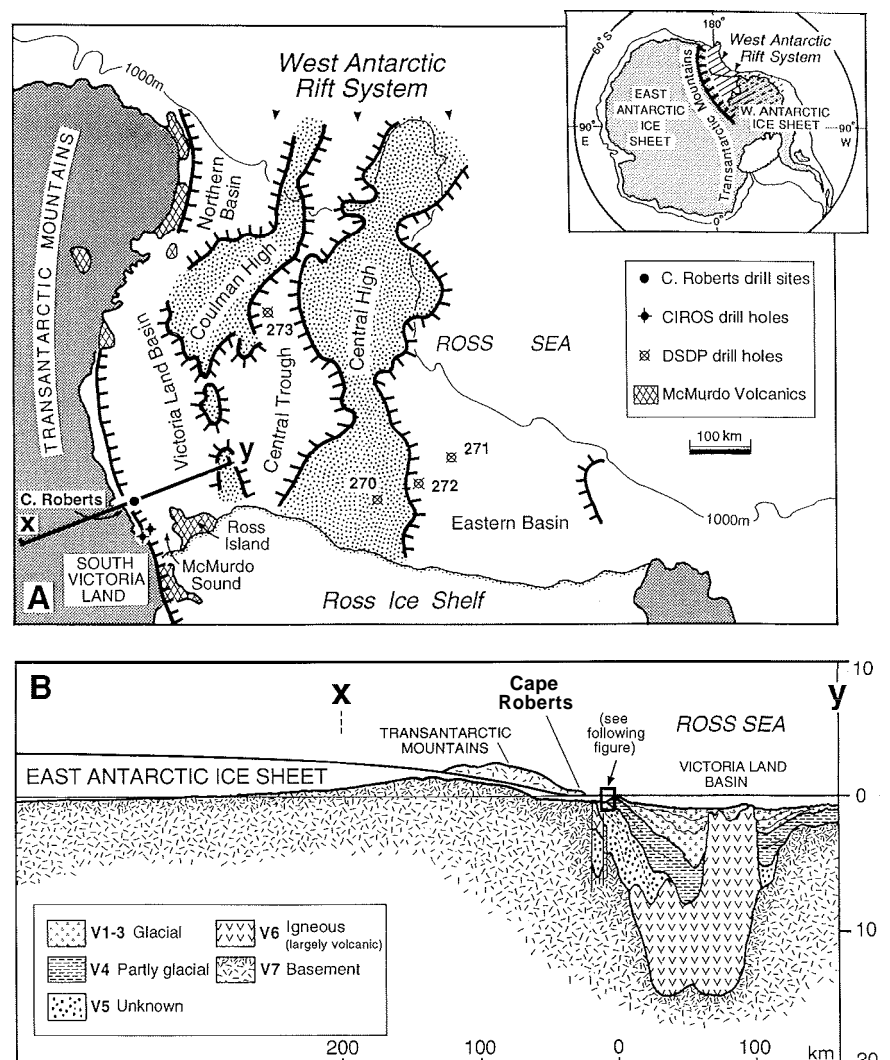 1000m
West Antarctic
Rift System
TRANSANTARCTIC MOUNTAINS
Northern
Basin
Coulman High
Victoria Land Basin
273
Central Trough
Central High
ROSS SEA
271
270
272
Eastern Basin
1000m
C. Roberts
x
y
Ross
Island
McMurdo
Sound
SOUTH
VICTORIA
LAND
Ross Ice Shelf
A
180°
60°S
West Antarctic
Rift System
Transantarctic Mountains
EAST
ANTARCTIC
ICE
SHEET
W. ANTARCTIC
ICE SHEET
90°
E
90°
W
0°
C. Roberts drill sites
CIROS drill holes
DSDP drill holes
McMurdo Volcanics
100 km
B
x
Cape
Roberts
(see
following
figure)
ROSS SEA
y
10
TRANSANTARCTIC
MOUNTAINS
EAST ANTARCTIC ICE SHEET
VICTORIA LAND
BASIN
0
V1-3 Glacial
V4 Partly glacial
V5 Unknown
V6 Igneous
(largely volcanic)
V7 Basement
10
200
100
0
100
km
20